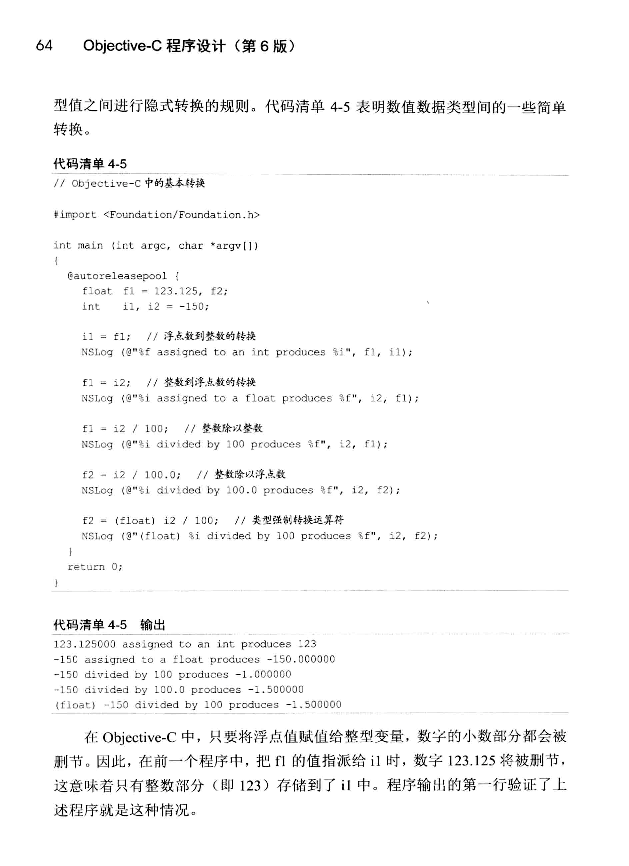 64 Objective-C 程序设计（第 6 版）
型值之间进行隐式转换的规则。代码清单 4-5 表明数值数据类型间的一些简单
转换。
代码清单 4-5
// Objective-C 中的基本转换
#import <Foundation/Foundation.h>
int main (int argc, char *argv[])
{
@autoreleasepool {
float f1 = 123.125, f2;
int i1, i2 = -150;
i1 = f1; // 浮点数到整数的转换
NSLog (@"%f assigned to an int produces %i", f1, i1);
f1 = i2; // 整数到浮点数的转换
NSLog (@"%i assigned to a float produces %f", i2, f1);
f1 = i2 / 100; // 整数除以整数
NSLog (@"%i divided by 100 produces %f", i2, f1);
f2 = i2 / 100.0; // 整数除以浮点数
NSLog (@"%i divided by 100.0 produces %f", i2, f2);
f2 = (float) i2 / 100; // 类型强制转换运算符
NSLog (@"(float) %i divided by 100 produces %f", i2, f2);
}
return 0;
}
代码清单 4-5 输出
123.125000 assigned to an int produces 123
-150 assigned to a float produces -150.000000
-150 divided by 100 produces -1.000000
-150 divided by 100.0 produces -1.500000
(float) -150 divided by 100 produces -1.500000
在 Objective-C 中，只要将浮点值赋值给整型变量，数字的小数部分都会被
删节。因此，在前一个程序中，把 f1 的值指派给 i1 时，数字 123.125 将被删节，
这意味着只有整数部分（即 123）存储到了 i1 中。程序输出的第一行验证了上
述程序就是这种情况。